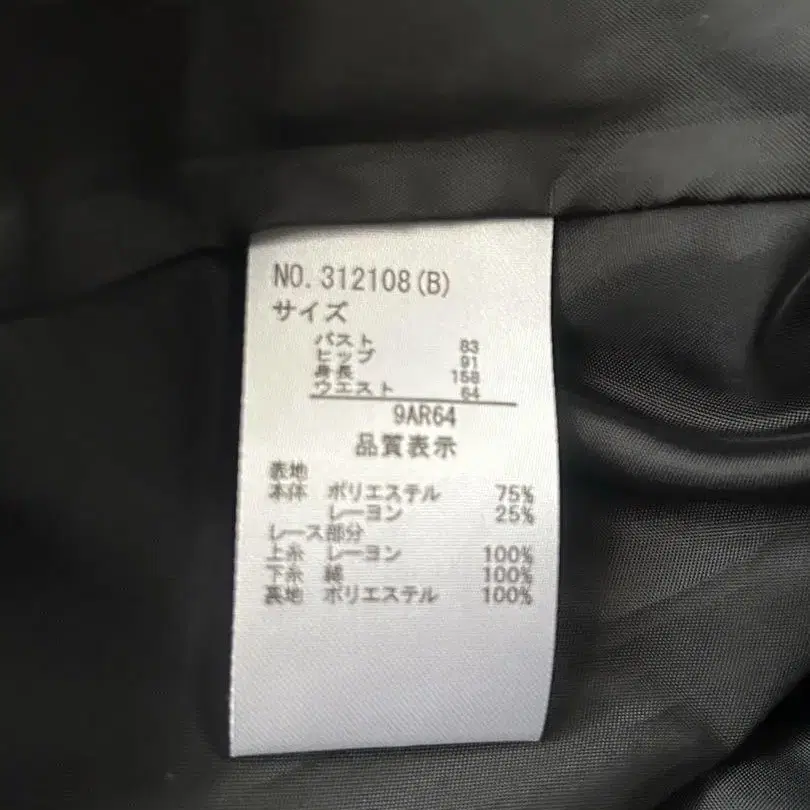 NO. 312108(B)
サイズ
バスト 83
ヒップ 91
身長 158
ウエスト 64
9AR64
品質表示
表地
本体 ポリエステル 75%
レーヨン 25%
レース部分
上糸 レーヨン 100%
下糸 綿 100%
裏地 ポリエステル 100%